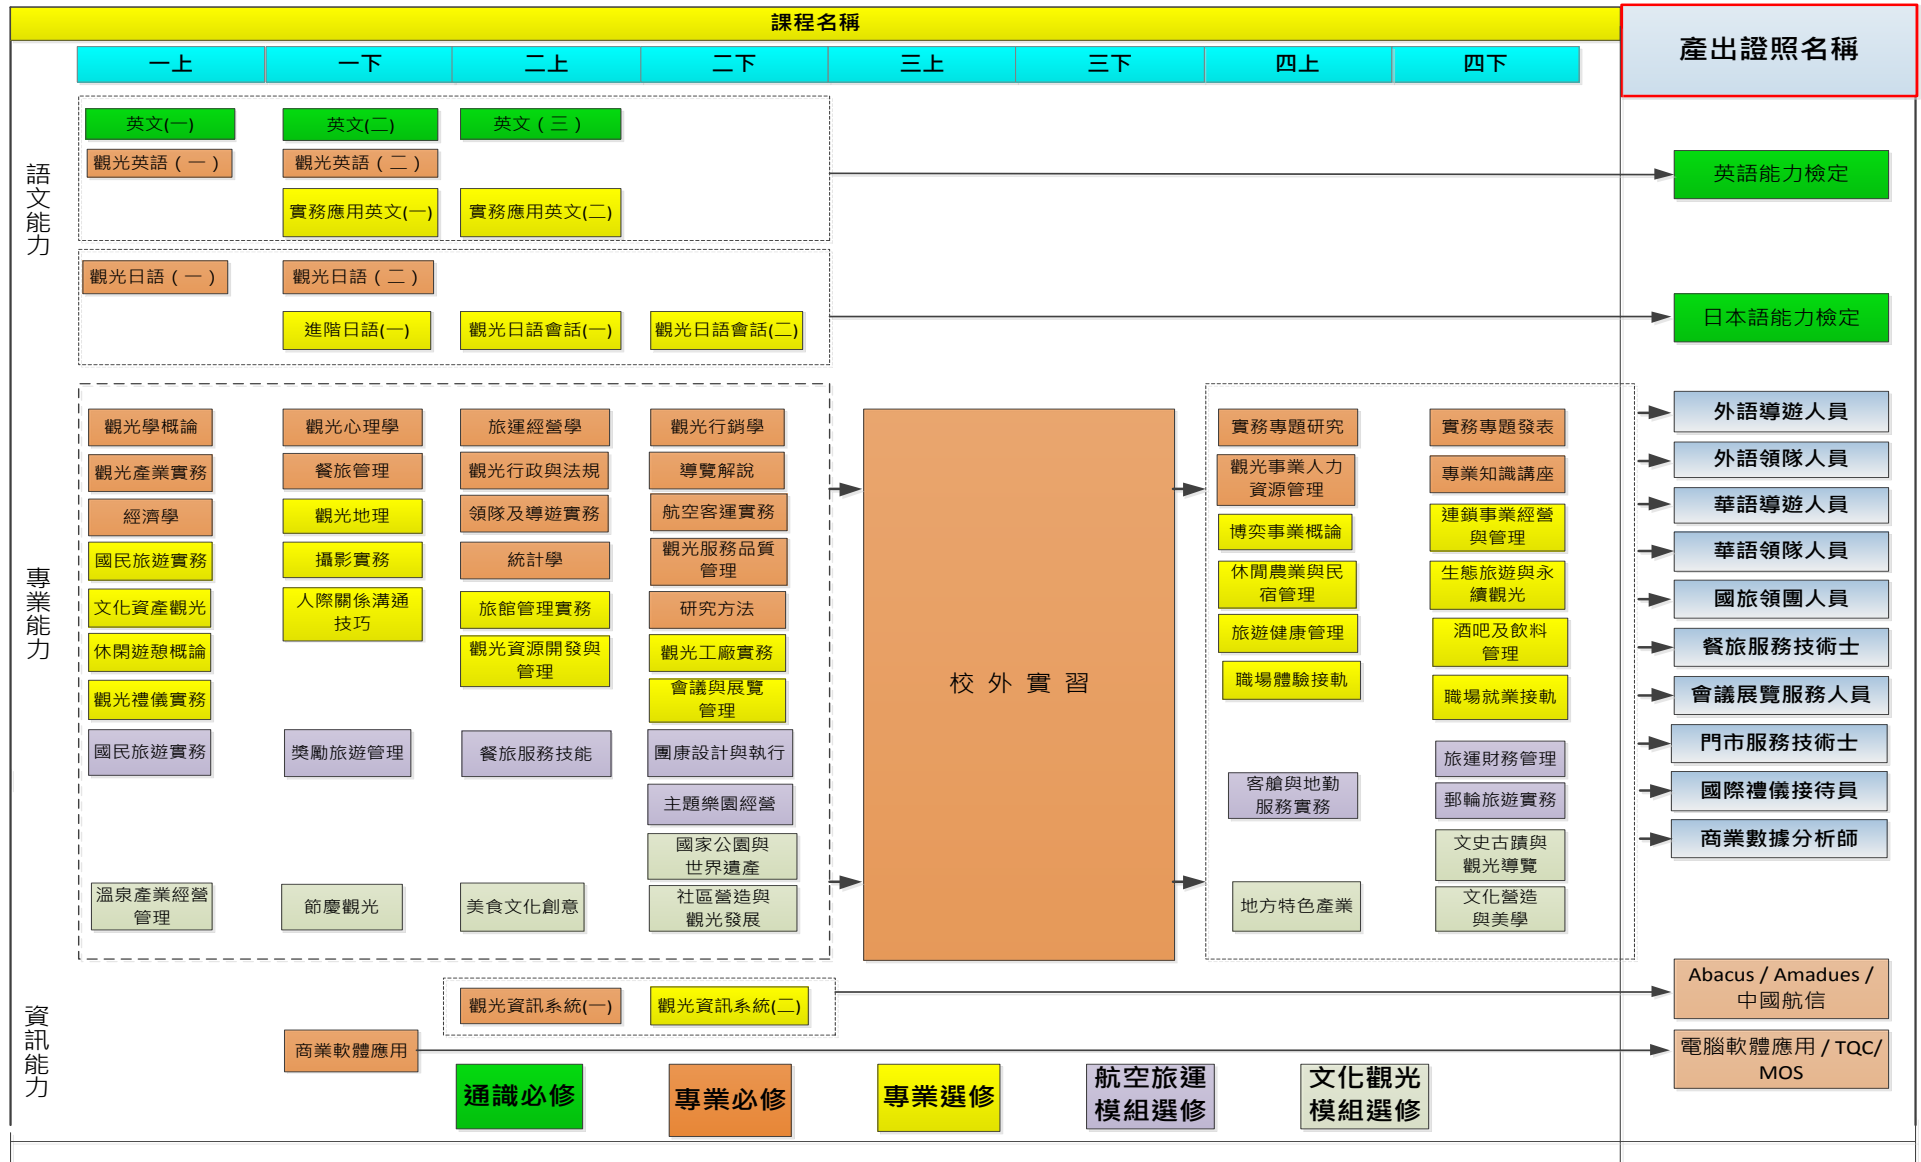 課程名稱
產出證照名稱
一上
一下
二上
二下
三上
三下
四上
四下
語文能力
英文(一)
英文(二)
英文（三）
觀光英語（一）
觀光英語（二）
實務應用英文(一)
實務應用英文(二)
英語能力檢定
觀光日語（一）
觀光日語（二）
進階日語(一)
觀光日語會話(一)
觀光日語會話(二)
日本語能力檢定
專業能力
觀光學概論
觀光產業實務
經濟學
國民旅遊實務
文化資產觀光
休閑遊憩概論
觀光禮儀實務
國民旅遊實務
溫泉產業經營
管理
觀光心理學
餐旅管理
觀光地理
攝影實務
人際關係溝通
技巧
獎勵旅遊管理
節慶觀光
旅運經營學
觀光行政與法規
領隊及導遊實務
統計學
旅館管理實務
觀光資源開發與
管理
餐旅服務技能
美食文化創意
觀光行銷學
導覽解說
航空客運實務
觀光服務品質
管理
研究方法
觀光工廠實務
會議與展覽
管理
團康設計與執行
主題樂園經營
國家公園與
世界遺產
社區營造與
觀光發展
校外實習
實務專題研究
觀光事業人力
資源管理
博奕事業概論
休閒農業與民
宿管理
旅遊健康管理
職場體驗接軌
客艙與地勤
服務實務
地方特色產業
實務專題發表
專業知識講座
連鎖事業經營
與管理
生態旅遊與永
續觀光
酒吧及飲料
管理
職場就業接軌
旅運財務管理
郵輪旅遊實務
文史古蹟與
觀光導覽
文化營造
與美學
外語導遊人員
外語領隊人員
華語導遊人員
華語領隊人員
國旅領團人員
餐旅服務技術士
會議展覽服務人員
門市服務技術士
國際禮儀接待員
商業數據分析師
資訊能力
觀光資訊系統(一)
觀光資訊系統(二)
Abacus / Amadues /
中國航信
商業軟體應用
電腦軟體應用 / TQC/
MOS
通識必修
專業必修
專業選修
航空旅運
模組選修
文化觀光
模組選修